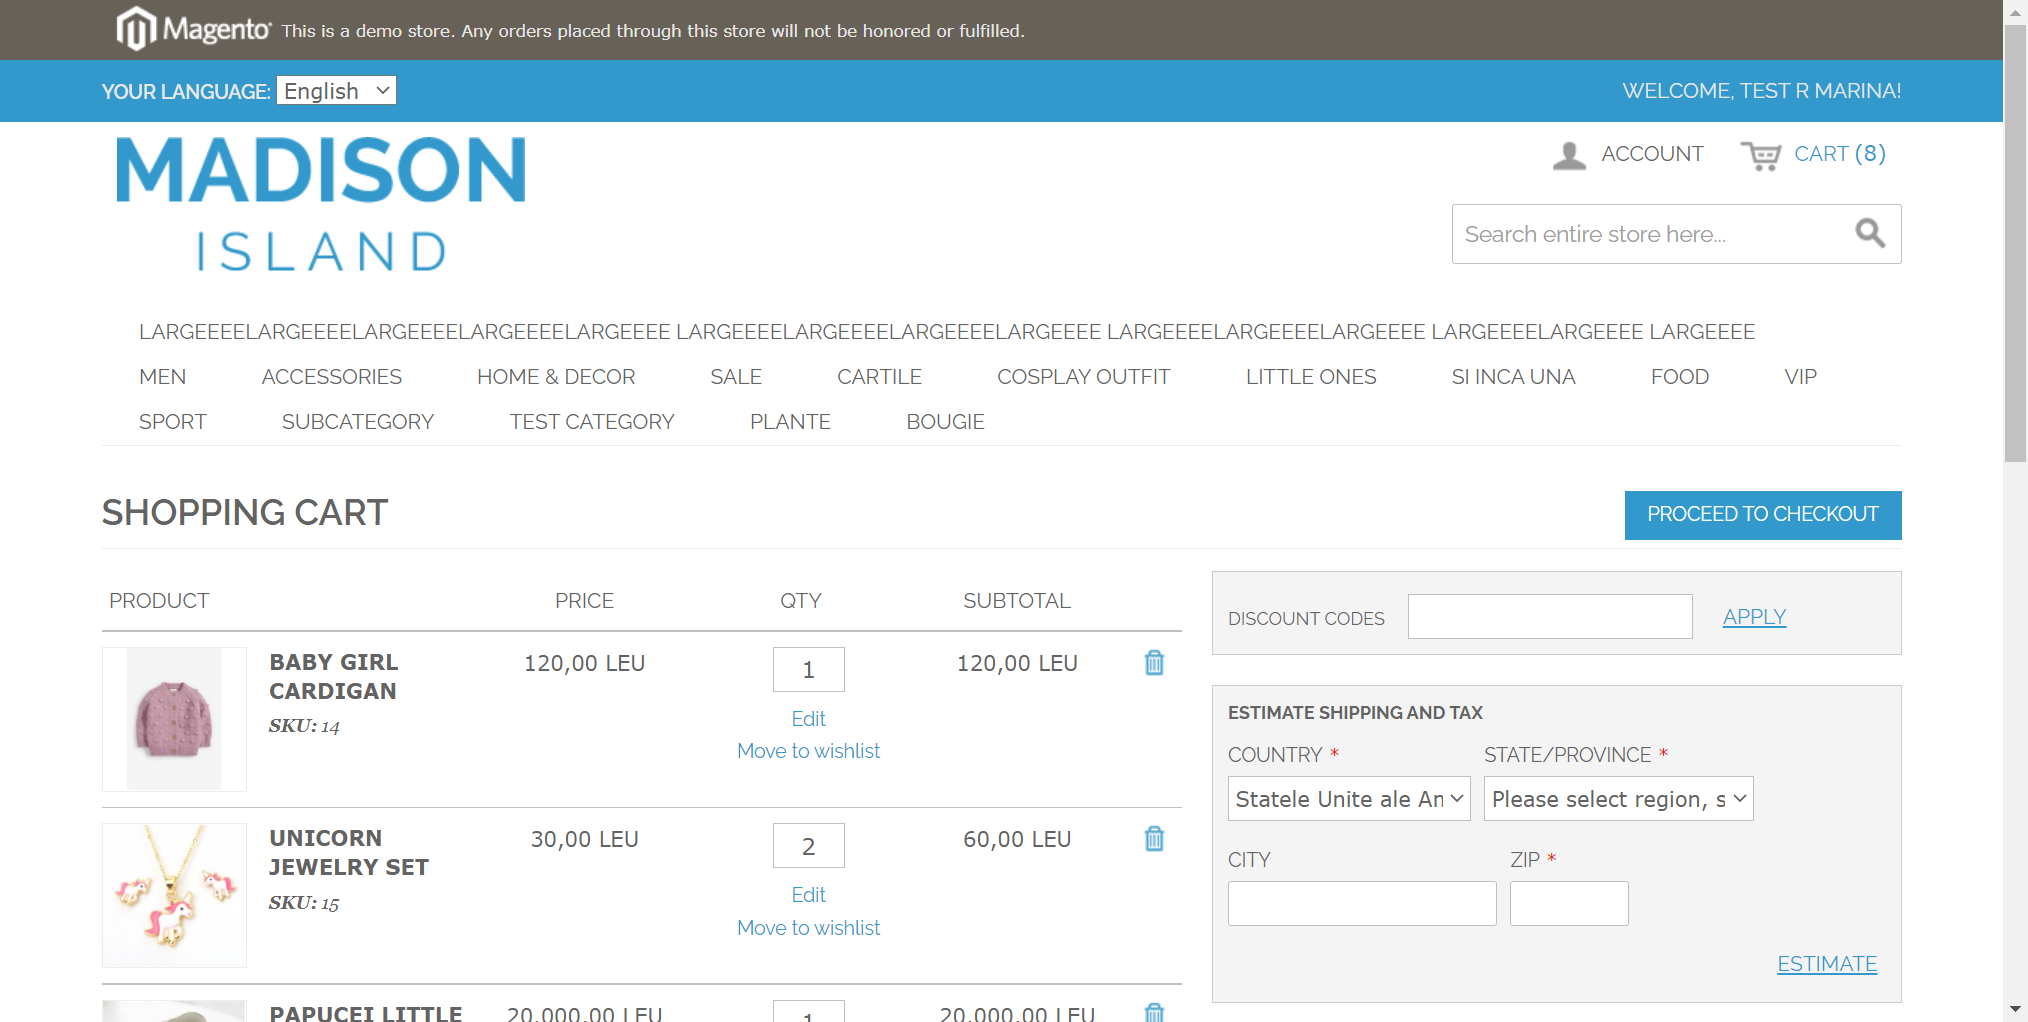 Magento This is a demo store. Any orders placed through this store will not be honored or fulfilled.
YOUR LANGUAGE: English
WELCOME, TEST R MARINA!
MADISON
ISLAND
ACCOUNT
CART (8)
Search entire store here...
LARGEEEELARGEEEELARGEEEELARGEEEELARGEEEE LARGEEEELARGEEEELARGEEEELARGEEEE LARGEEEELARGEEEELARGEEEE LARGEEEELARGEEEE LARGEEEE
MEN ACCESSORIES HOME & DECOR SALE CARTILE COSPLAY OUTFIT LITTLE ONES SI INCA UNA FOOD VIP
SPORT SUBCATEGORY TEST CATEGORY PLANTE BOUGIE
SHOPPING CART
PROCEED TO CHECKOUT
PRODUCT PRICE QTY SUBTOTAL
BABY GIRL
CARDIGAN
SKU: 14
120,00 LEU
1
Edit
Move to wishlist
120,00 LEU
UNICORN
JEWELRY SET
SKU: 15
30,00 LEU
2
Edit
Move to wishlist
60,00 LEU
PAPUCEI LITTLE
20.000,00 LEU
1
20.000,00 LEU
DISCOUNT CODES
APPLY
ESTIMATE SHIPPING AND TAX
COUNTRY *
STATE/PROVINCE *
Statele Unite ale Am
Please select region, s
CITY
ZIP *
ESTIMATE